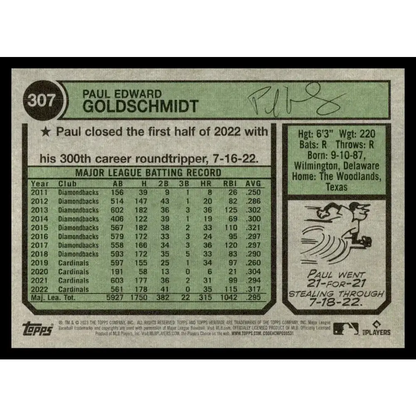 307
PAUL EDWARD
GOLDSCHMIDT
★ Paul closed the first half of 2022 with
his 300th career roundtripper, 7-16-22.
Hgt: 6'3" Wgt: 220
Bats: R Throws: R
Born: 9-10-87,
Wilmington, Delaware
Home: The Woodlands,
Texas
MAJOR LEAGUE BATTING RECORD
Year Club AB H 2B 3B HR RBI AVG
2011 Diamondbacks 156 39 9 1 8 26 .250
2012 Diamondbacks 514 147 43 1 20 82 .286
2013 Diamondbacks 602 182 36 3 36 125 .302
2014 Diamondbacks 406 122 39 1 19 69 .300
2015 Diamondbacks 567 182 38 2 33 110 .321
2016 Diamondbacks 579 172 33 3 24 95 .297
2017 Diamondbacks 558 166 34 3 36 120 .297
2018 Diamondbacks 593 172 35 5 33 83 .290
2019 Cardinals 597 155 25 1 34 97 .260
2020 Cardinals 191 58 13 0 6 21 .304
2021 Cardinals 603 177 36 2 31 99 .294
2022 Cardinals 561 178 41 0 35 115 .317
Maj. Lea. Tot. 5927 1750 382 22 315 1042 .295
PAUL WENT
21-FOR-21
STEALING THROUGH
7-18-22.
Topps
MLB
PLAYERS